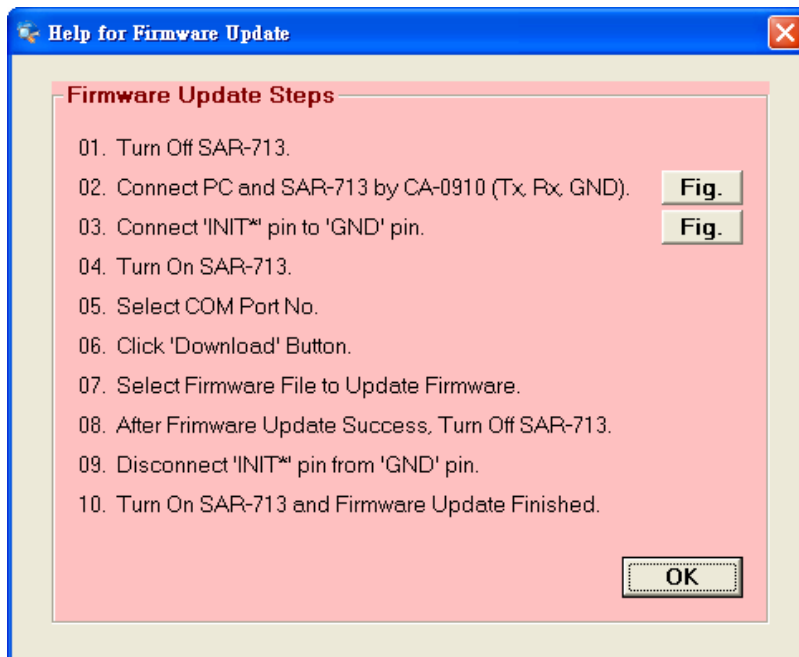 Help for Firmware Update
Firmware Update Steps
01. Turn Off SAR-713.
02. Connect PC and SAR-713 by CA-0910 (Tx, Rx, GND). Fig.
03. Connect 'INIT*' pin to 'GND' pin. Fig.
04. Turn On SAR-713.
05. Select COM Port No.
06. Click 'Download' Button.
07. Select Firmware File to Update Firmware.
08. After Frimware Update Success, Turn Off SAR-713.
09. Disconnect 'INIT*' pin from 'GND' pin.
10. Turn On SAR-713 and Firmware Update Finished.
OK